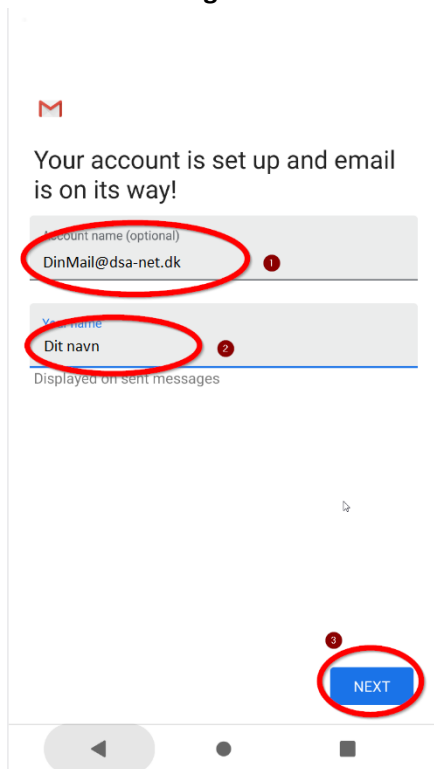 Your account is set up and email
is on its way!
Account name (optional)
DinMail@dsa-net.dk
1
Your name
Dit navn
2
Displayed on sent messages
3
NEXT